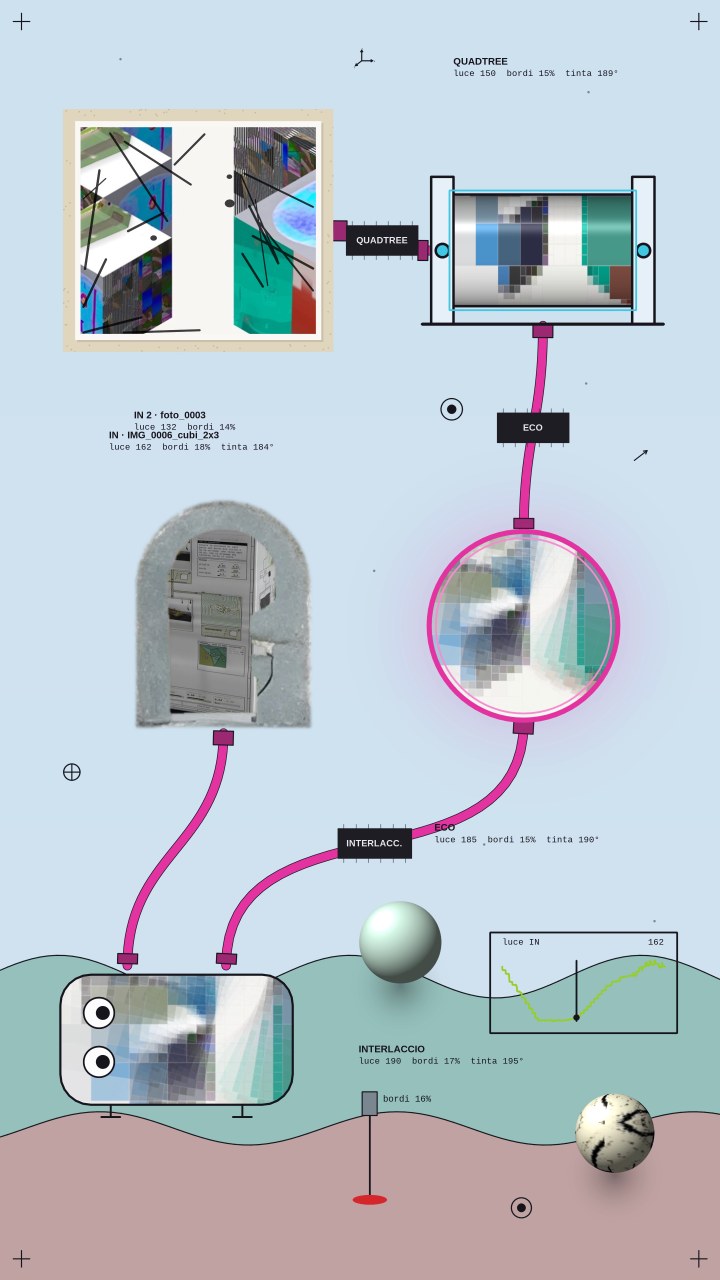 QUADTREE
luce 150 bordi 15% tinta 189°
QUADTREE
IN 2 · foto_0003
luce 132 bordi 14%
IN · IMG_0006_cubi_2x3
luce 162 bordi 18% tinta 184°
ECO
INTERLACC.
ECO
luce 185 bordi 15% tinta 190°
luce IN 162
INTERLACCIO
luce 190 bordi 17% tinta 195°
bordi 16%